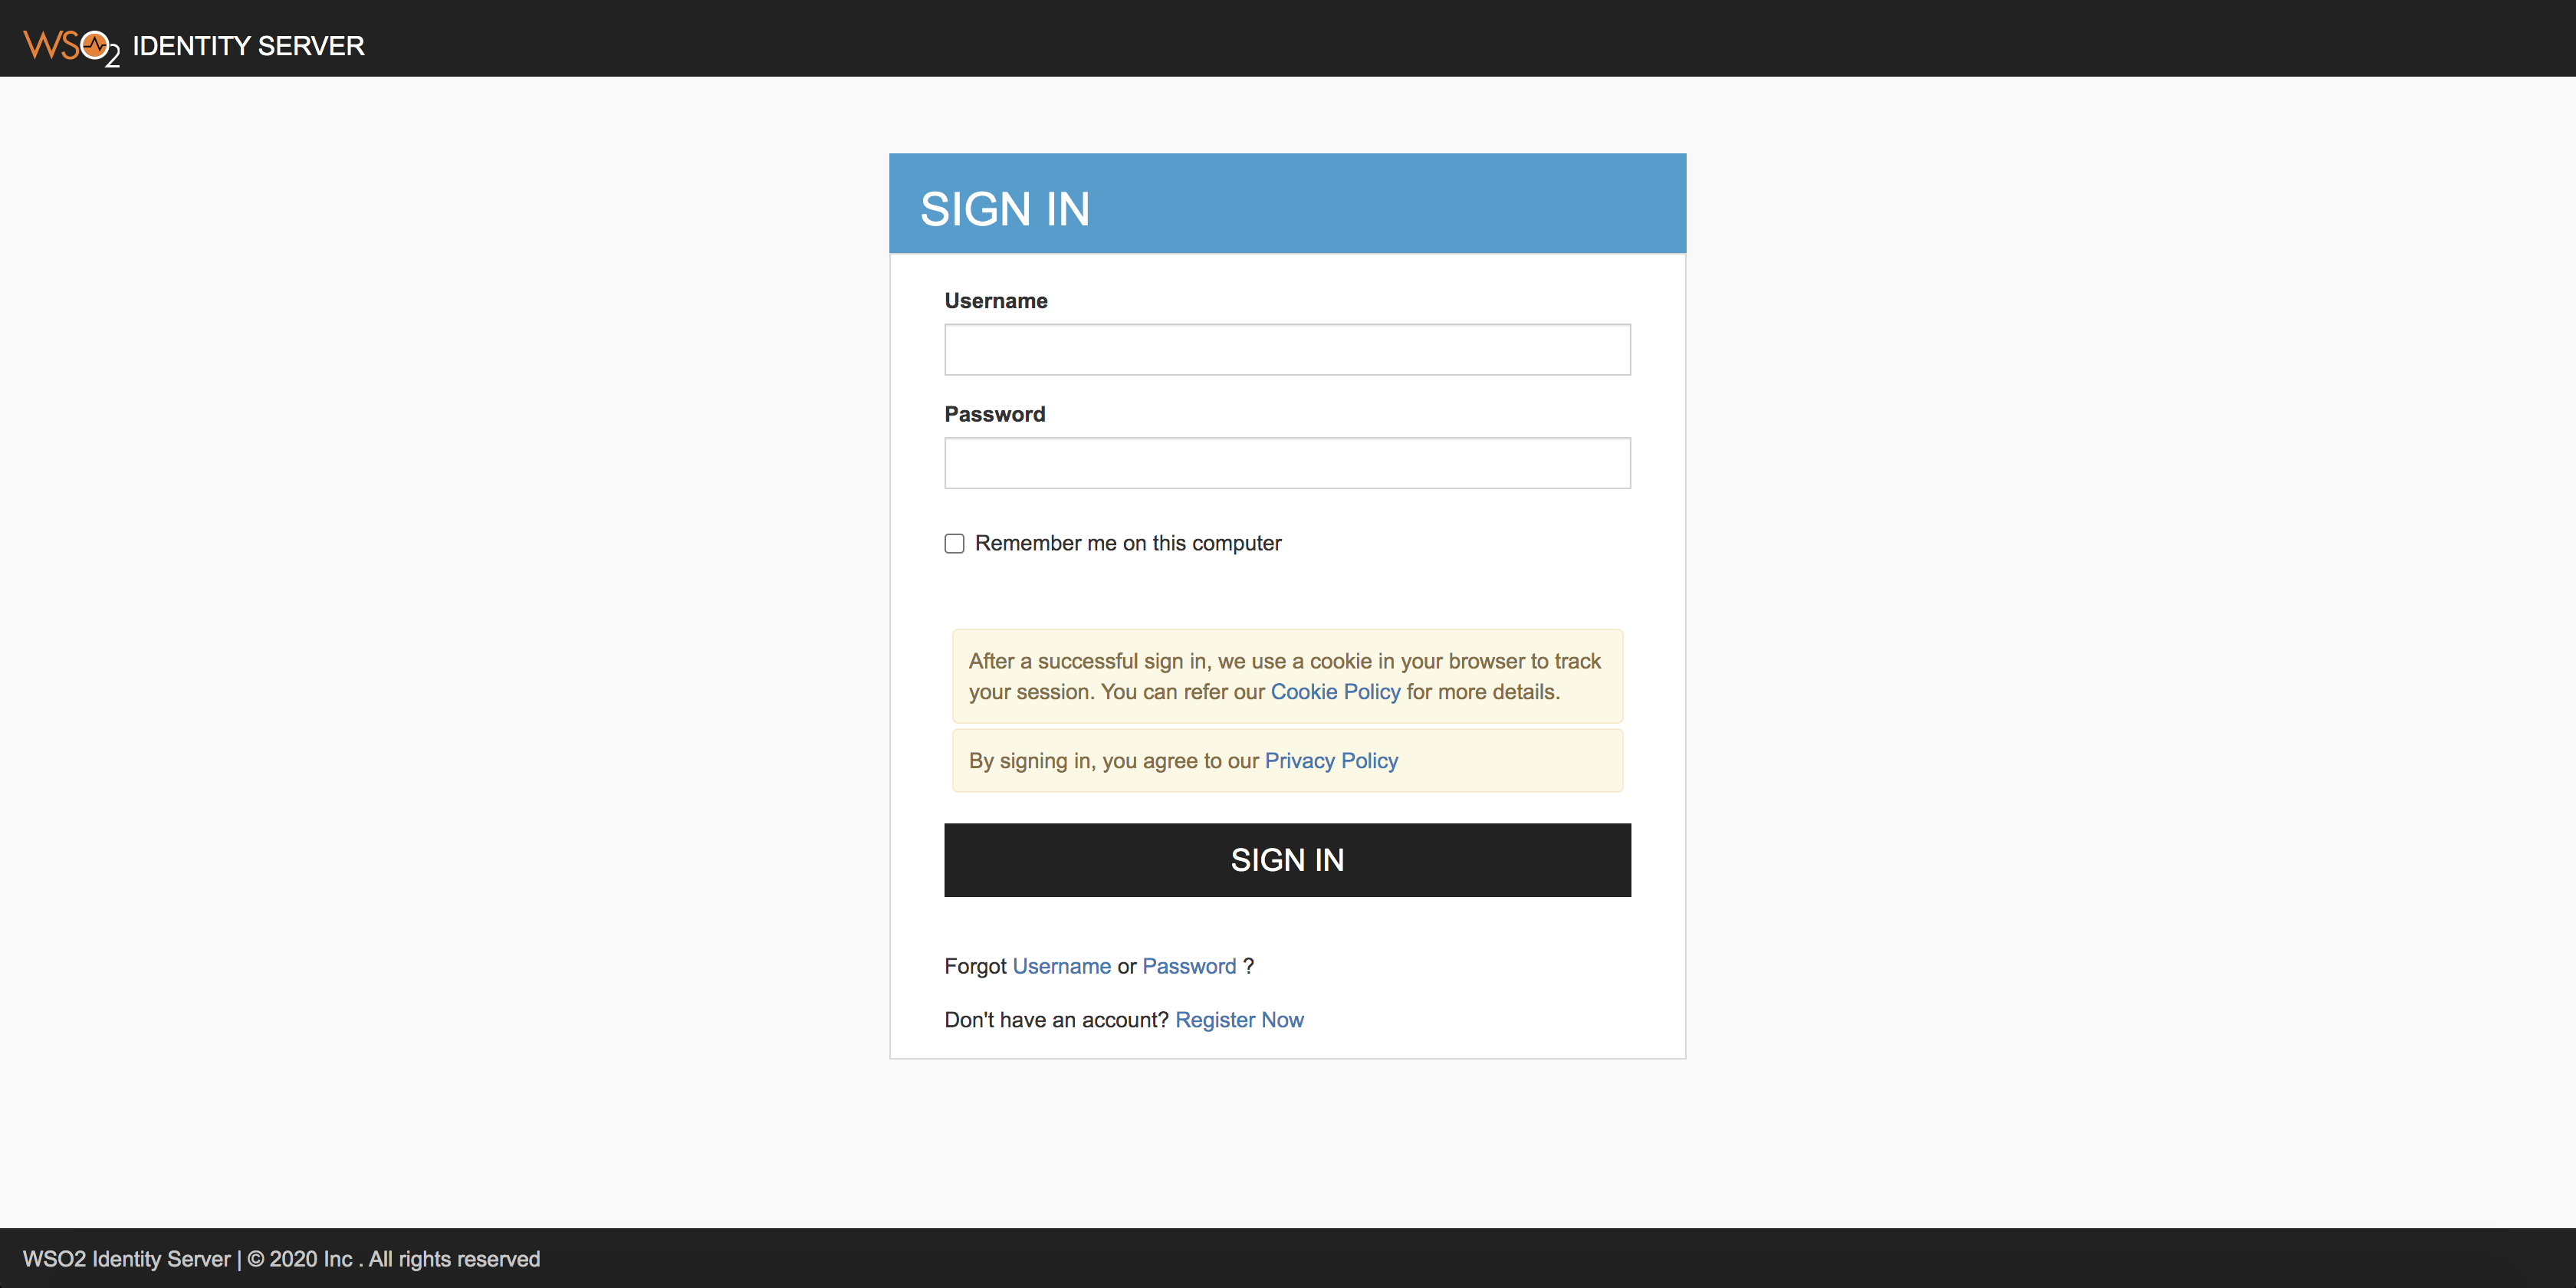 WSO2 IDENTITY SERVER
SIGN IN
Username
Password
Remember me on this computer
After a successful sign in, we use a cookie in your browser to track
your session. You can refer our Cookie Policy for more details.
By signing in, you agree to our Privacy Policy
SIGN IN
Forgot Username or Password ?
Don't have an account? Register Now
WSO2 Identity Server | © 2020 Inc . All rights reserved